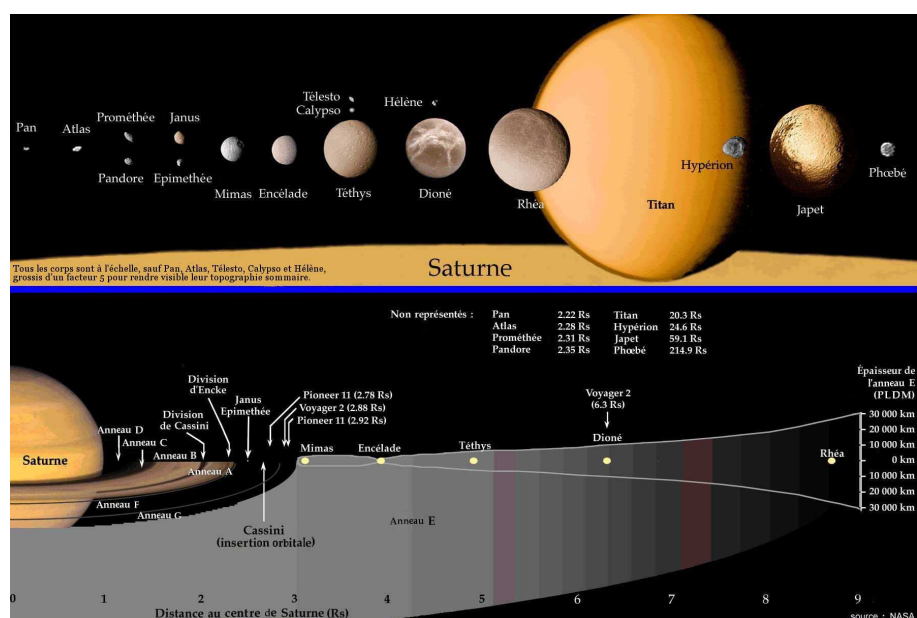 Pan
Atlas
Prométhée
Pandore
Janus
Epimethée
Mimas
Encélade
Télesto
Calypso
Téthys
Hélène
Dioné
Rhéa
Titan
Hypérion
Japet
Phœbé
Tous les corps sont à l'échelle, sauf Pan, Atlas, Télesto, Calypso et Hélène,
grossis d'un facteur 5 pour rendre visible leur topographie sommaire.
Saturne
Non représentés :
Pan 2.22 Rs
Atlas 2.28 Rs
Prométhée 2.31 Rs
Pandore 2.35 Rs
Titan 20.3 Rs
Hypérion 24.6 Rs
Japet 59.1 Rs
Phœbé 214.9 Rs
Épaisseur de
l'anneau E
(PLDM)
30 000 km
20 000 km
10 000 km
0 km
10 000 km
20 000 km
30 000 km
Saturne
Anneau D
Anneau C
Division
de Cassini
Anneau B
Division
d'Encke
Anneau A
Janus
Epimethée
Pioneer 11 (2.78 Rs)
Voyager 2 (2.88 Rs)
Pioneer 11 (2.92 Rs)
Anneau F
Anneau G
Cassini
(insertion orbitale)
Mimas
Encélade
Téthys
Voyager 2
(6.3 Rs)
Dioné
Rhéa
Anneau E
0 1 2 3 4 5 6 7 8 9
Distance au centre de Saturne (Rs)
source : NASA